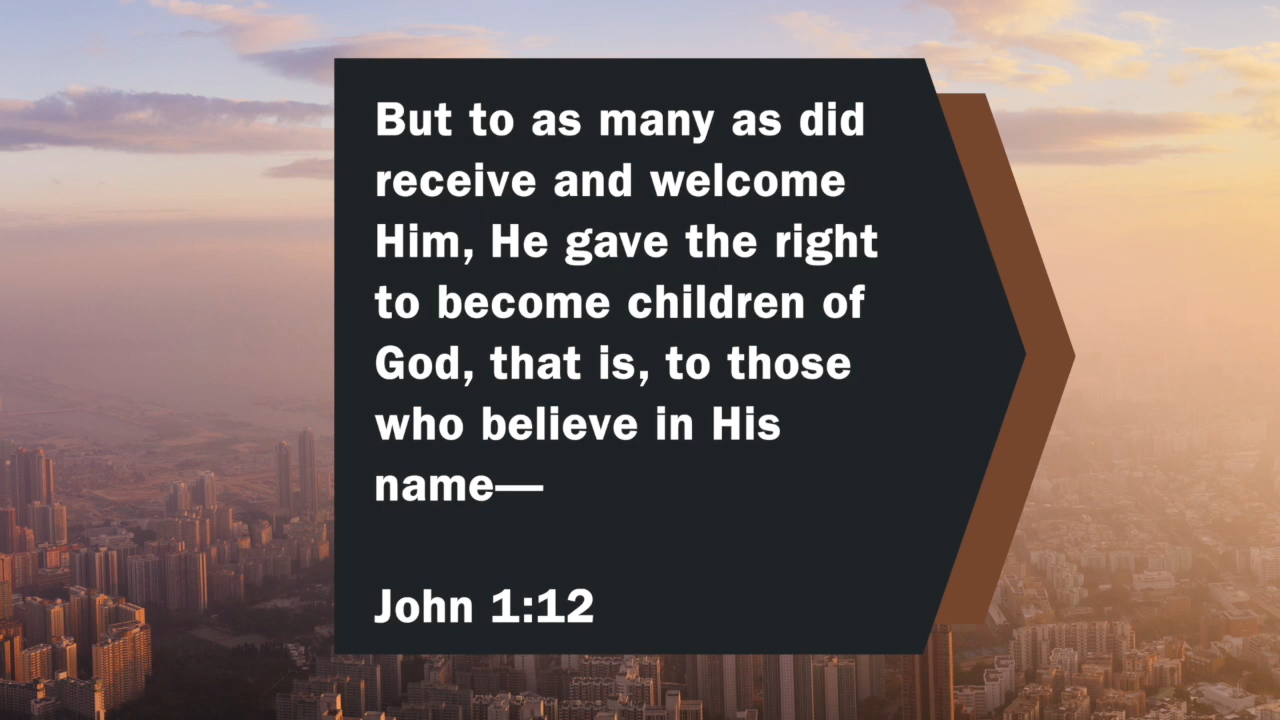 But to as many as did
receive and welcome
Him, He gave the right
to become children of
God, that is, to those
who believe in His
name—
John 1:12